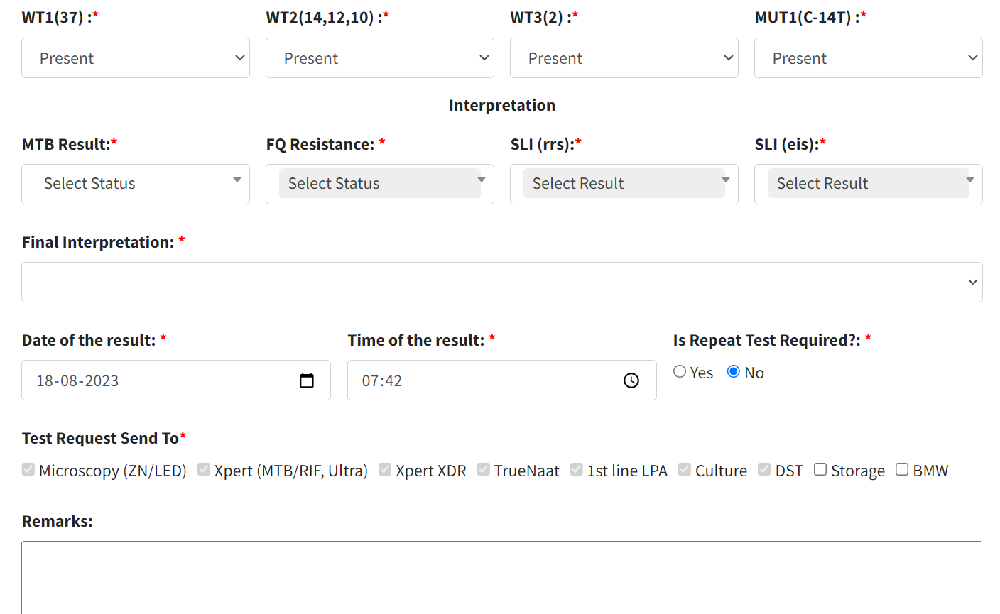 WT1(37) :* WT2(14,12,10) :* WT3(2) :* MUT1(C-14T) :*
Present Present Present Present
Interpretation
MTB Result:* FQ Resistance: * SLI (rrs):* SLI (eis):*
Select Status Select Status Select Result Select Result
Final Interpretation: *
Date of the result: * Time of the result: * Is Repeat Test Required?: *
18-08-2023 07:42 Yes No
Test Request Send To*
Microscopy (ZN/LED) Xpert (MTB/RIF, Ultra) Xpert XDR TrueNaat 1st line LPA Culture DST Storage BMW
Remarks: